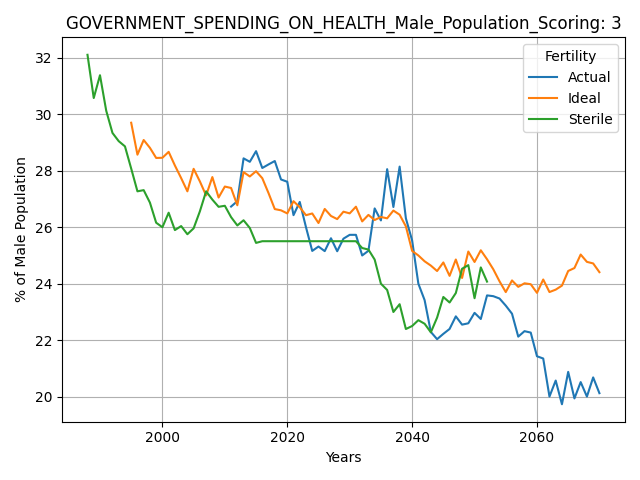 GOVERNMENT_SPENDING_ON_HEALTH_Male_Population_Scoring: 3
Fertility
Actual
Ideal
Sterile
% of Male Population
32
30
28
26
24
22
20
2000
2020
2040
2060
Years